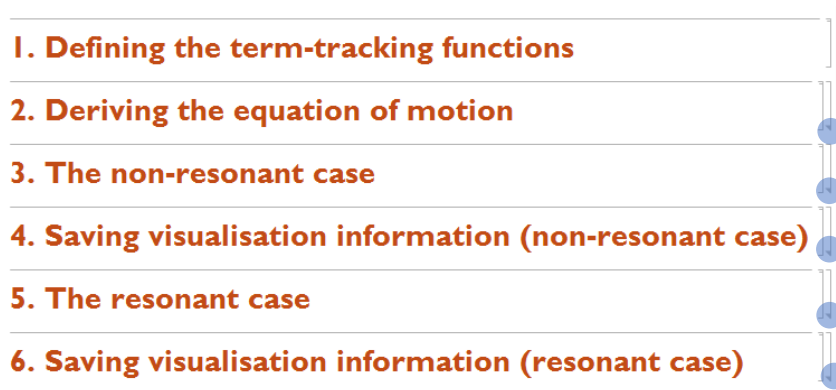 1. Defining the term-tracking functions
2. Deriving the equation of motion
3. The non-resonant case
4. Saving visualisation information (non-resonant case)
5. The resonant case
6. Saving visualisation information (resonant case)